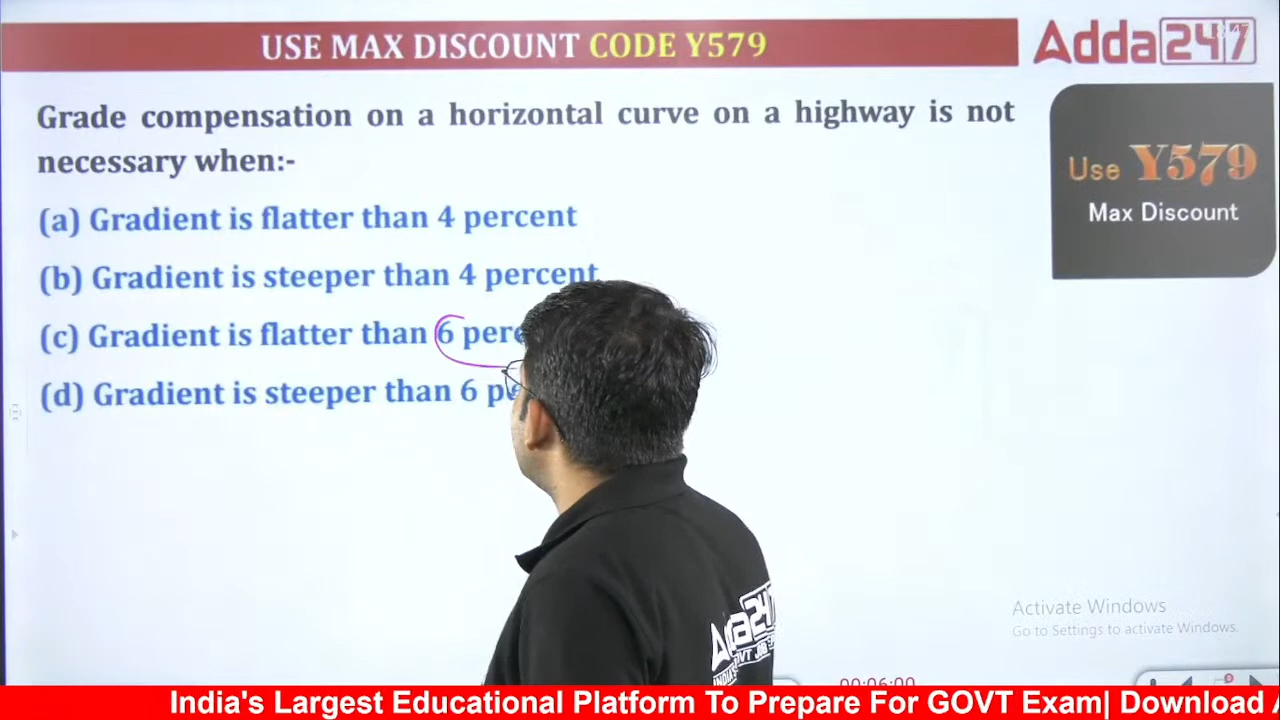 USE MAX DISCOUNT CODE Y579
Adda247
Grade compensation on a horizontal curve on a highway is not
necessary when:-
Use Y579
Max Discount
(a) Gradient is flatter than 4 percent
(b) Gradient is steeper than 4 percent
(c) Gradient is flatter than 6
(d) Gradient is steeper than 6
Activate Windows
Go to Settings to activate Windows.
00:06:00
India's Largest Educational Platform To Prepare For GOVT Exam| Download